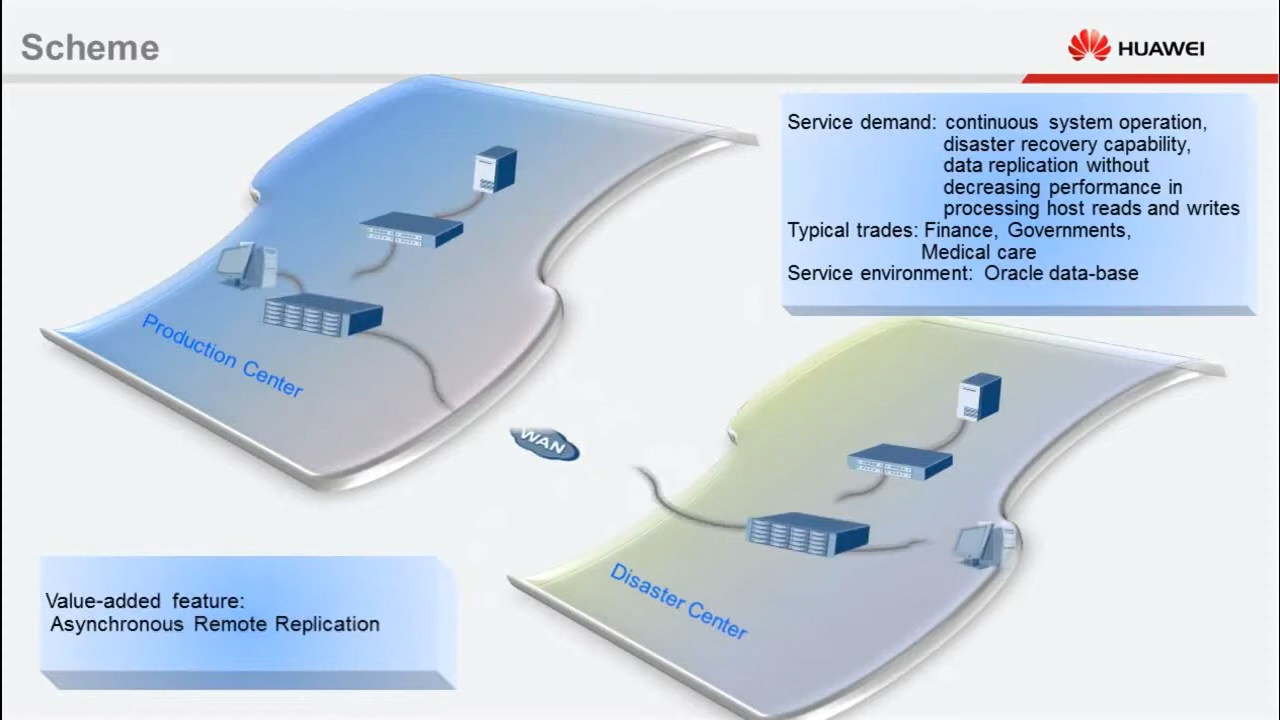 Scheme
HUAWEI
Service demand: continuous system operation,
disaster recovery capability,
data replication without
decreasing performance in
processing host reads and writes
Typical trades: Finance, Governments,
Medical care
Service environment: Oracle data-base
Production Center
WAN
Disaster Center
Value-added feature:
Asynchronous Remote Replication